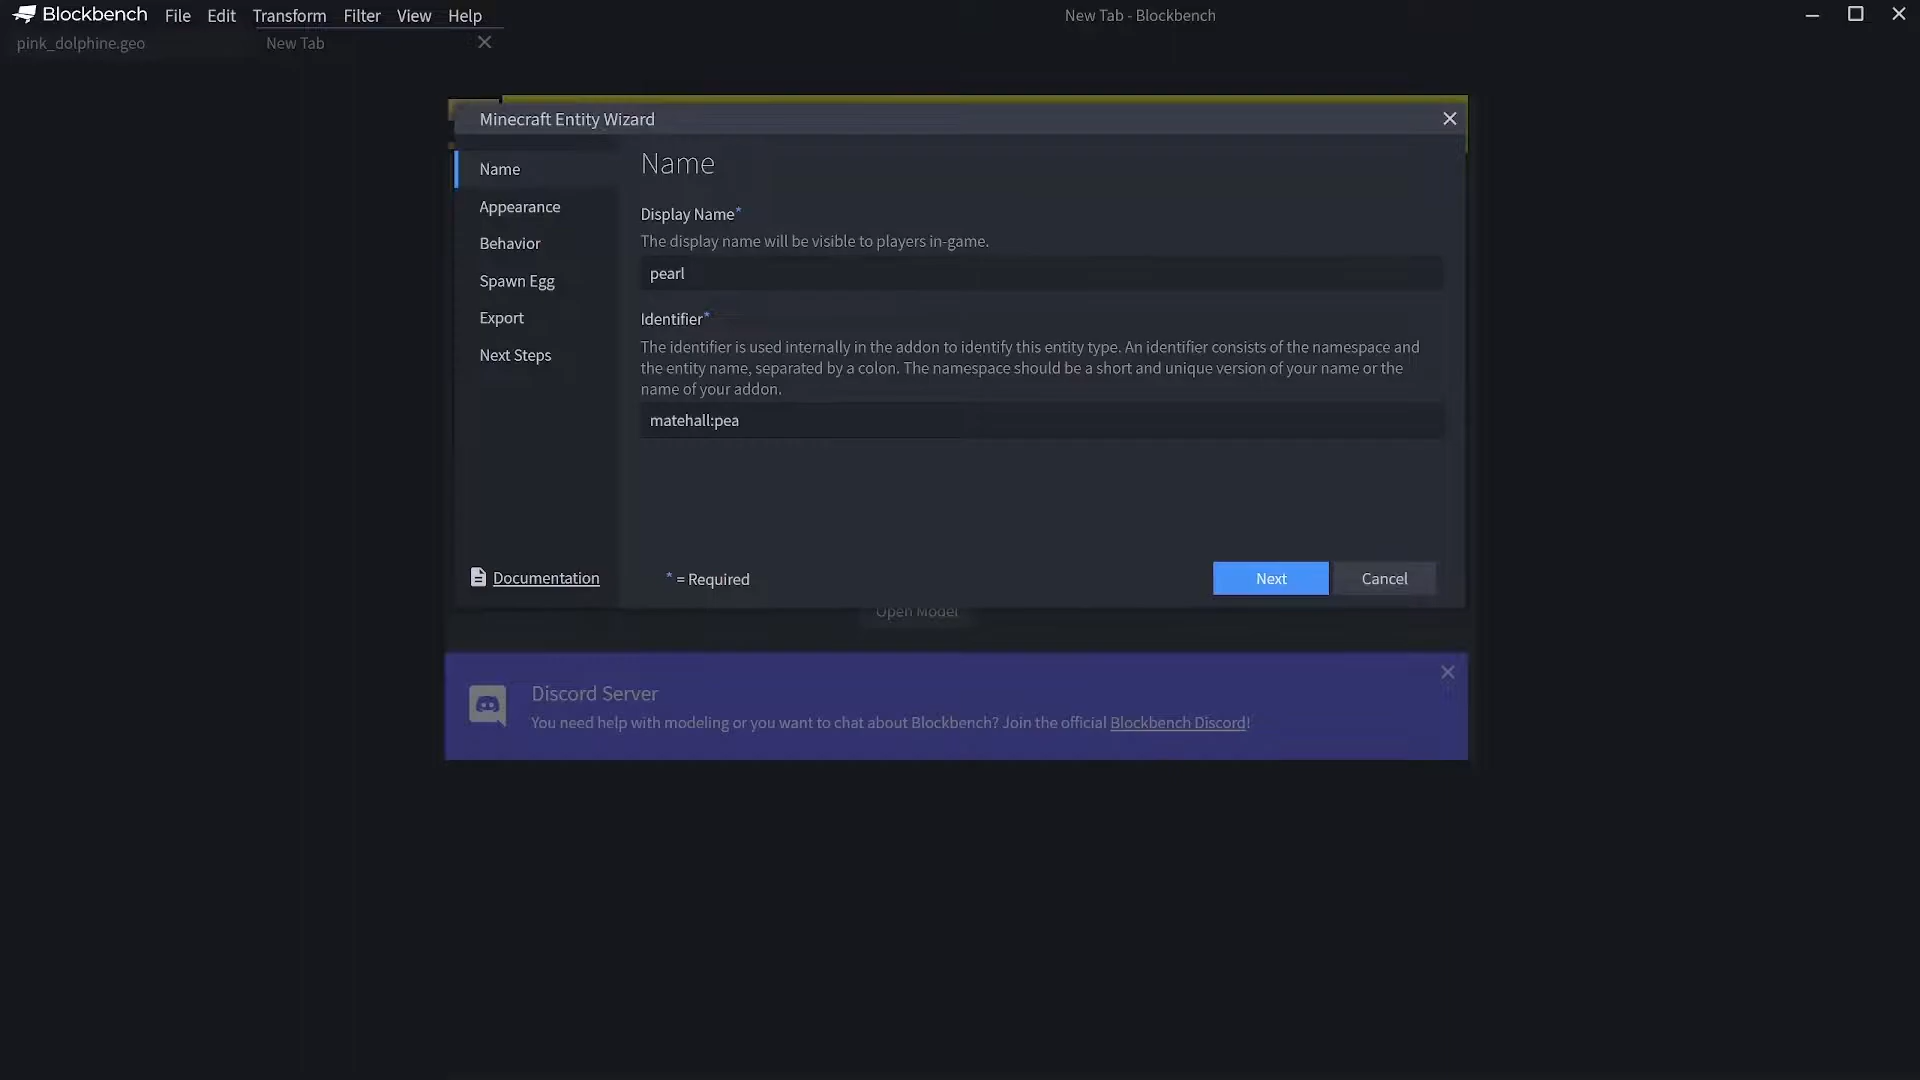 Blockbench File Edit Transform Filter View Help
New Tab - Blockbench
pink_dolphine.geo
New Tab
Minecraft Entity Wizard
Name
Appearance
Behavior
Spawn Egg
Export
Next Steps
Documentation
Name
Display Name*
The display name will be visible to players in-game.
pearl
Identifier*
The identifier is used internally in the addon to identify this entity type. An identifier consists of the namespace and
the entity name, separated by a colon. The namespace should be a short and unique version of your name or the
name of your addon.
matehall:pea
* = Required
Next
Cancel
Open Model
Discord Server
You need help with modeling or you want to chat about Blockbench? Join the official Blockbench Discord!